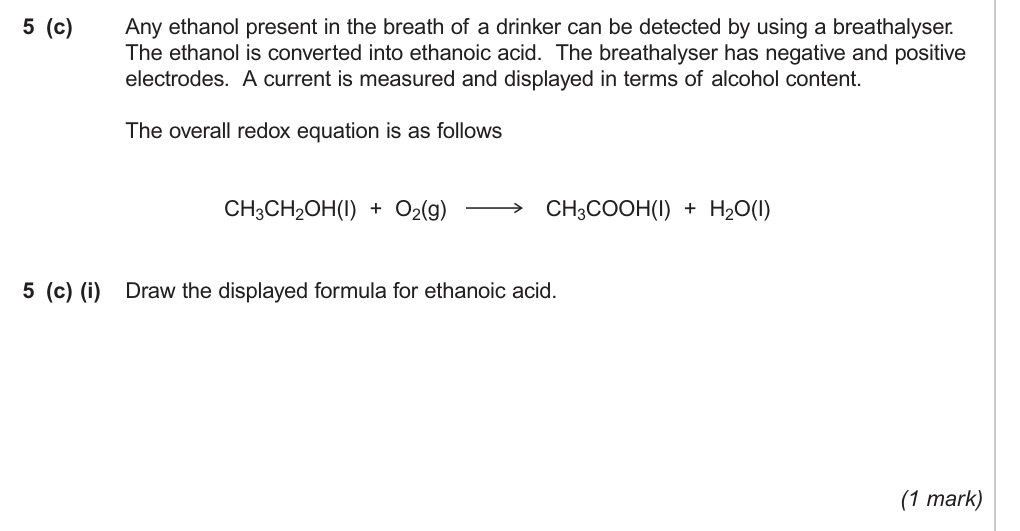 5 (c) Any ethanol present in the breath of a drinker can be detected by using a breathalyser.
The ethanol is converted into ethanoic acid. The breathalyser has negative and positive
electrodes. A current is measured and displayed in terms of alcohol content.
The overall redox equation is as follows
CH₃CH₂OH(l) + O₂(g) ⟶ CH₃COOH(l) + H₂O(l)
5 (c) (i) Draw the displayed formula for ethanoic acid.
(1 mark)